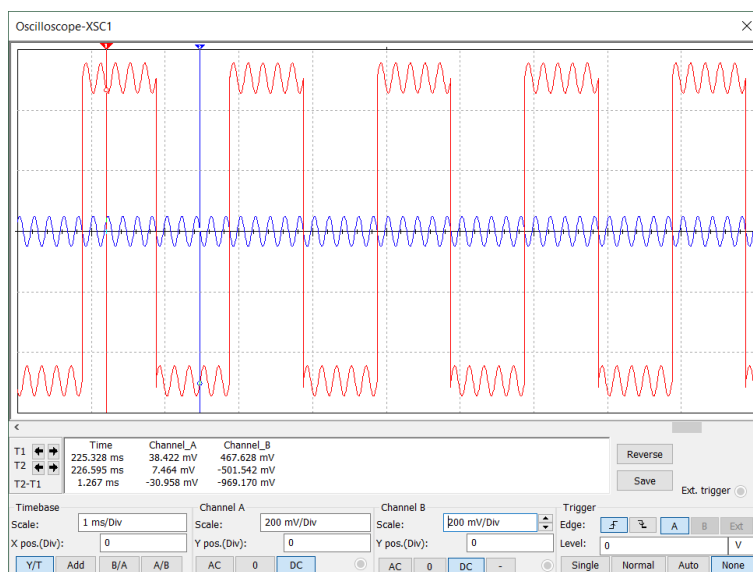 Oscilloscope-XSC1
1 2
Time Channel_A Channel_B
T1 225.328 ms 38.422 mV 467.628 mV
T2 226.595 ms 7.464 mV -501.542 mV
T2-T1 1.267 ms -30.958 mV -969.170 mV
Reverse
Save
Ext. trigger
Timebase Channel A Channel B Trigger
Scale: 1 ms/Div Scale: 200 mV/Div Scale: 200 mV/Div Edge: A B Ext
X pos.(Div): 0 Y pos.(Div): 0 Y pos.(Div): 0 Level: 0 V
Y/T Add B/A A/B AC 0 DC AC 0 DC - Single Normal Auto None